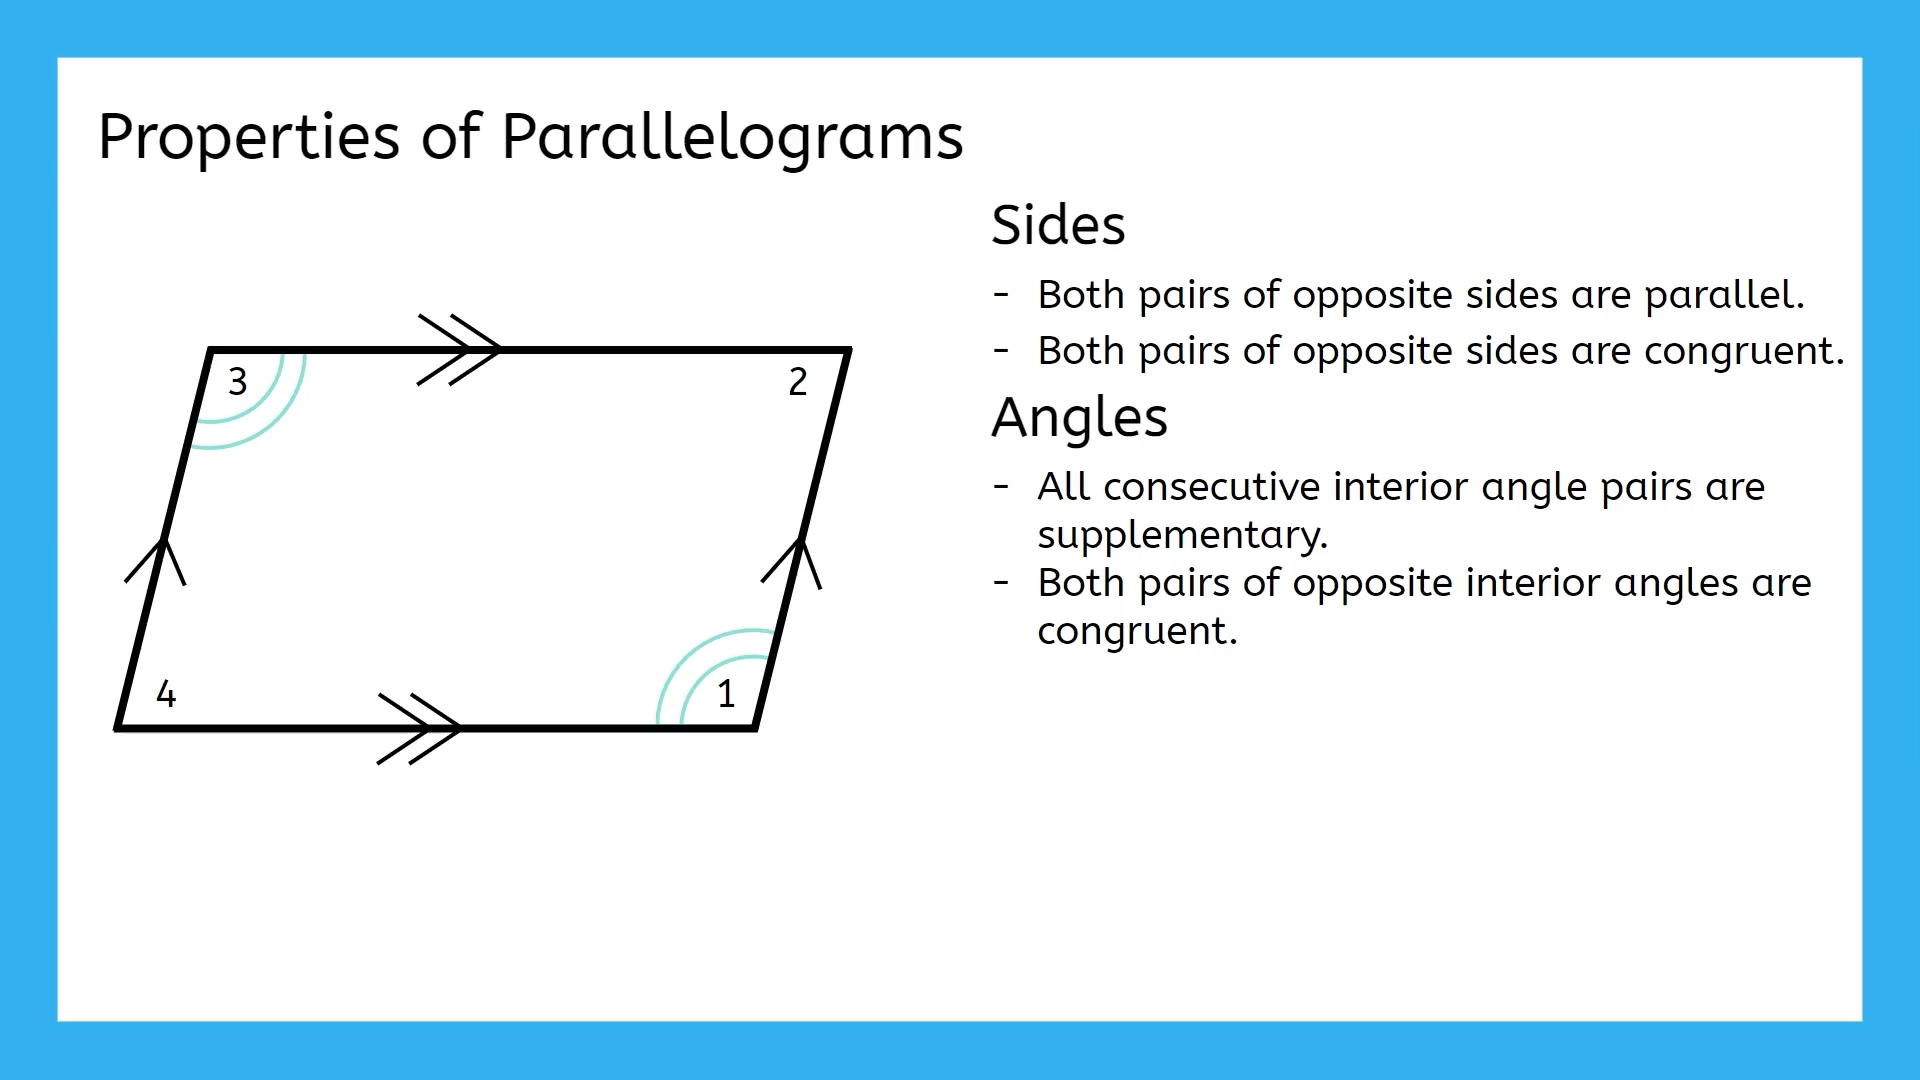 Properties of Parallelograms
Sides
- Both pairs of opposite sides are parallel.
- Both pairs of opposite sides are congruent.
Angles
- All consecutive interior angle pairs are
supplementary.
- Both pairs of opposite interior angles are
congruent.
3
2
4
1